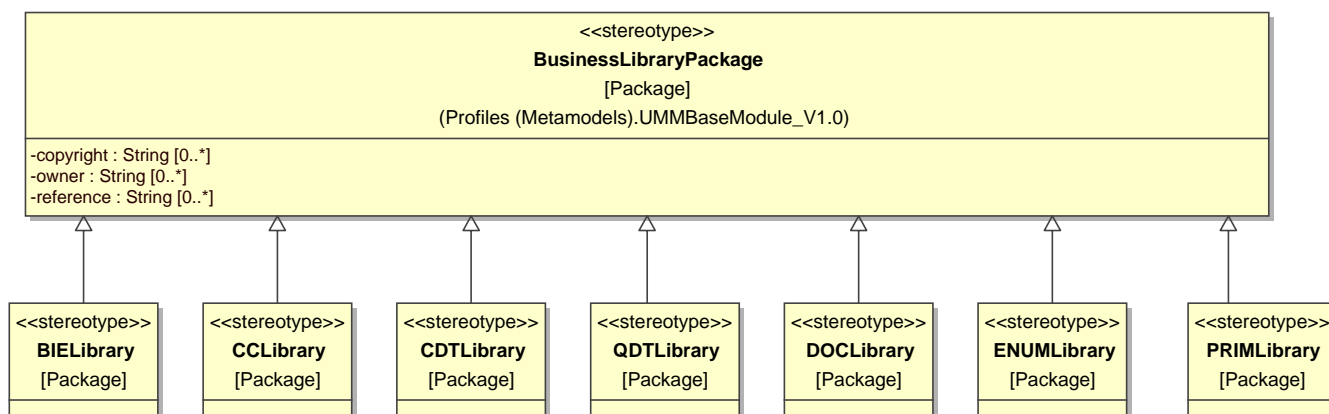 <<stereotype>>
BusinessLibraryPackage
[Package]
(Profiles (Metamodels).UMMBaseModule_V1.0)
-copyright : String [0..*]
-owner : String [0..*]
-reference : String [0..*]
<<stereotype>>
BIELibrary
[Package]
<<stereotype>>
CCLibrary
[Package]
<<stereotype>>
CDTLibrary
[Package]
<<stereotype>>
QDTLibrary
[Package]
<<stereotype>>
DOCLibrary
[Package]
<<stereotype>>
ENUMLibrary
[Package]
<<stereotype>>
PRIMLibrary
[Package]